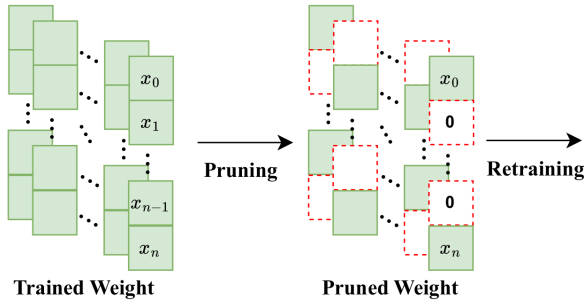 x₀
x₁
xₙ₋₁
xₙ
Trained Weight
Pruning
x₀
0
0
xₙ
Pruned Weight
Retraining